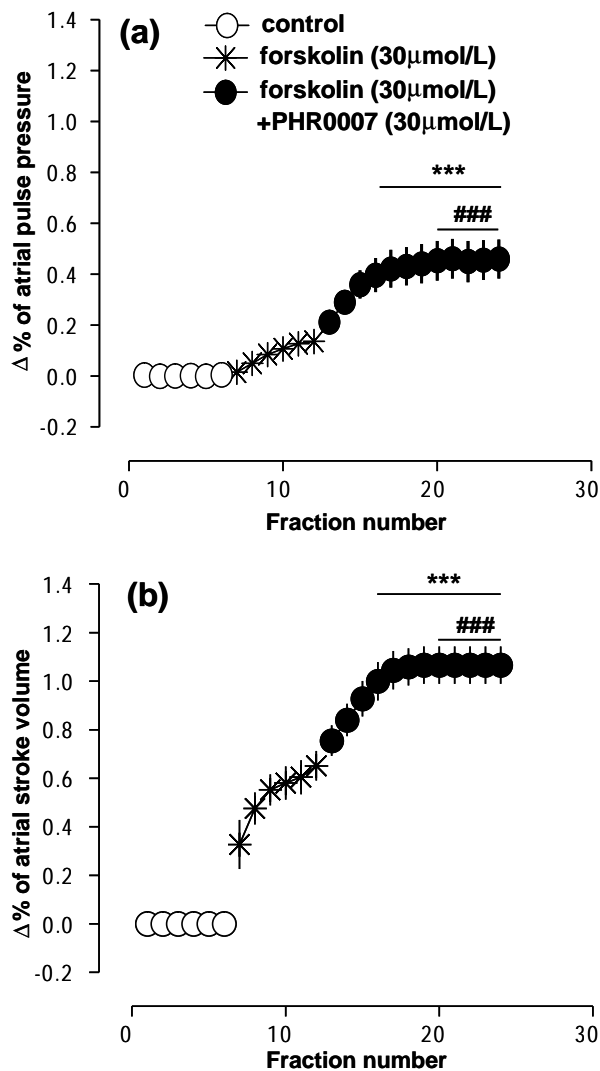 (a)
control
forskolin (30μmol/L)
forskolin (30μmol/L)
+PHR0007 (30μmol/L)
***
###
1.4
1.2
1.0
0.8
0.6
0.4
0.2
0.0
-0.2
Δ% of atrial pulse pressure
0 10 20 30
Fraction number
(b)
***
###
1.4
1.2
1.0
0.8
0.6
0.4
0.2
0.0
-0.2
Δ% of atrial stroke volume
0 10 20 30
Fraction number